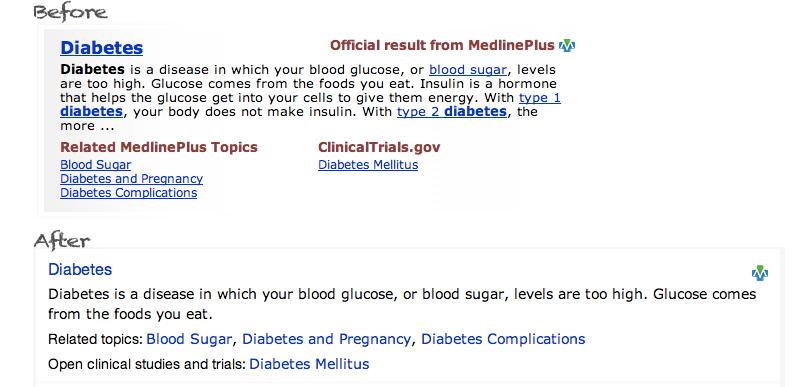 Before
Diabetes
Official result from MedlinePlus
Diabetes is a disease in which your blood glucose, or blood sugar, levels
are too high. Glucose comes from the foods you eat. Insulin is a hormone
that helps the glucose get into your cells to give them energy. With type 1
diabetes, your body does not make insulin. With type 2 diabetes, the
more ...
Related MedlinePlus Topics
Blood Sugar
Diabetes and Pregnancy
Diabetes Complications
ClinicalTrials.gov
Diabetes Mellitus
After
Diabetes
Diabetes is a disease in which your blood glucose, or blood sugar, levels are too high. Glucose comes
from the foods you eat.
Related topics: Blood Sugar, Diabetes and Pregnancy, Diabetes Complications
Open clinical studies and trials: Diabetes Mellitus